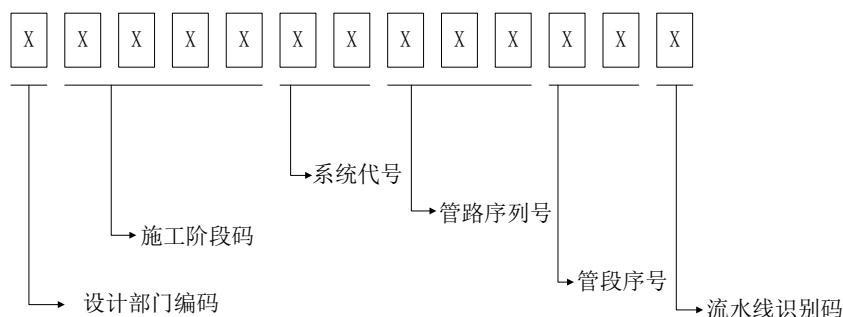 X X X X X X X X X X X X X
系统代号
管路序列号
施工阶段码
管段序号
设计部门编码
流水线识别码